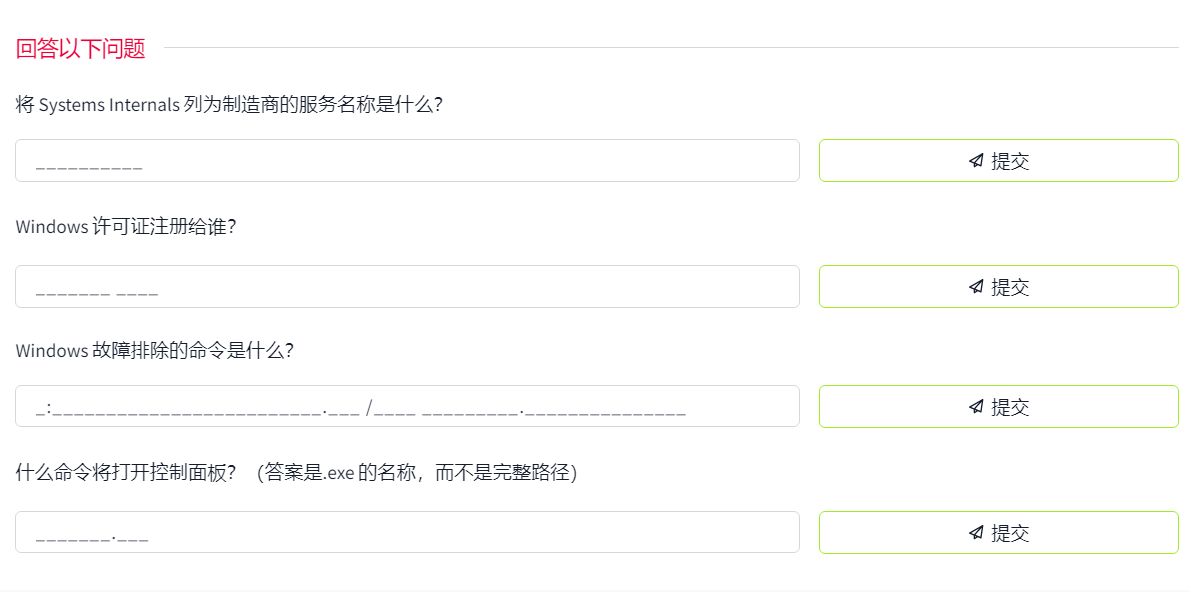 回答以下问题
将 Systems Internals 列为制造商的服务名称是什么?
__________
提交
Windows 许可证注册给谁?
_______ ____
提交
Windows 故障排除的命令是什么?
_:_________________________.___ /____ _________._______________
提交
什么命令将打开控制面板? (答案是.exe 的名称，而不是完整路径)
_______.___
提交